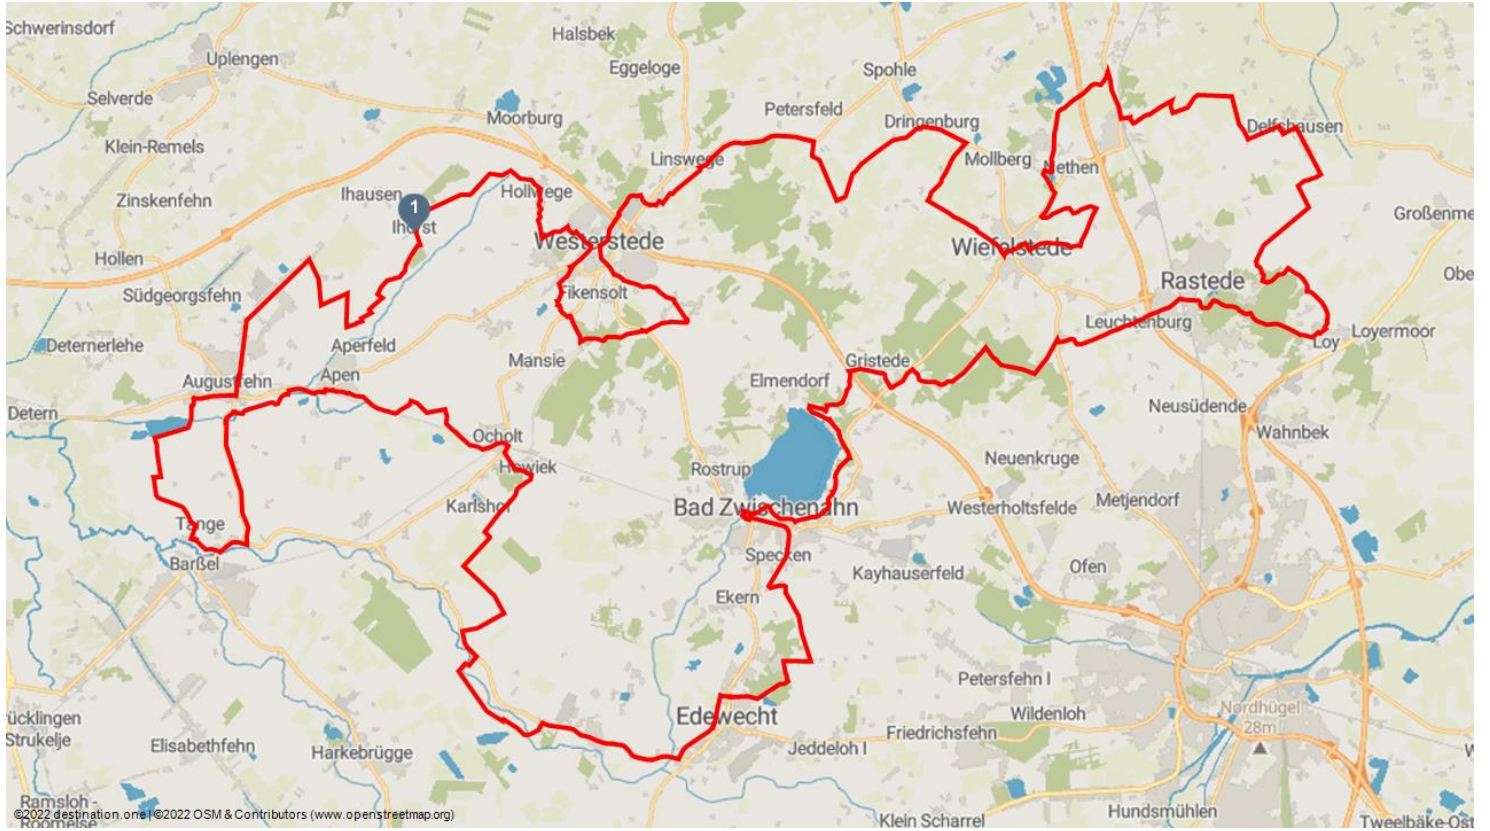 Schwerinsdorf
Halsbek
Uplengen
Eggeloge
Spohle
Selverde
Petersfeld
Moorburg
Dringenburg
Delfshausen
Klein-Remels
Linswege
Mollberg
Nethen
Ihausen
Hollwege
Zinskenfehn
1
Großenme
Ihorst
Westerstede
Wiefelstede
Hollen
Obe
Rastede
Südgeorgsfehn
Fikensolt
Leuchtenburg
Loyermoor
Deternerlehe
Aperfeld
Loy
Mansie
Gristede
Augustfehn
Apen
Elmendorf
Detern
Neusüdende
Ocholt
Wahnbek
Howiek
Rostrup
Neuenkruge
Karlshof
Bad Zwischenahn
Westerholtsfelde
Metjendorf
Tange
Barßel
Specken
Kayhauserfeld
Ofen
Ekern
Petersfehn I
Edewecht
Wildenloh
Nordhügel
28m
ücklingen
Strukelje
Elisabethfehn
Harkebrügge
Jeddeloh I
Friedrichsfehn
W
Ramsloh -
Roomelse
©2022 destination.one | ©2022 OSM & Contributors (www.openstreetmap.org)
Klein Scharrel
Hundsmühlen
Tweelbäke-Ost